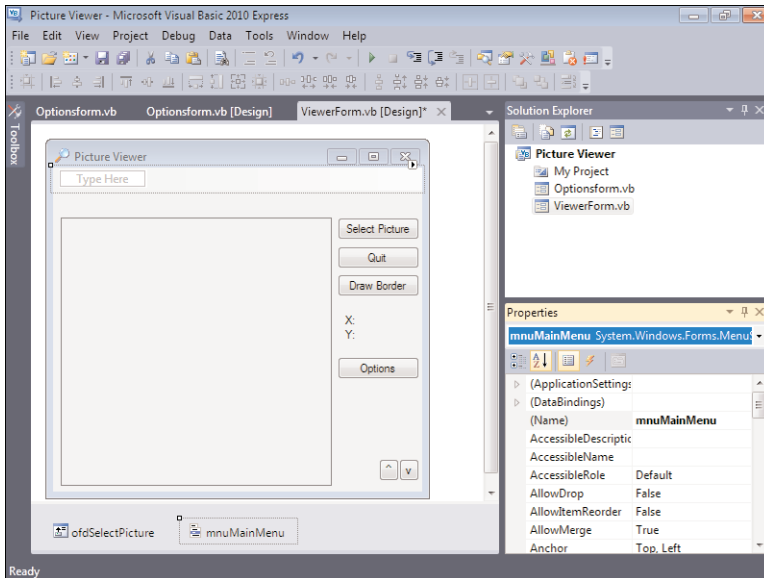 Picture Viewer - Microsoft Visual Basic 2010 Express
File Edit View Project Debug Data Tools Window Help
Toolbox
Optionsform.vb Optionsform.vb [Design] ViewerForm.vb [Design]*
Picture Viewer
Type Here
Select Picture
Quit
Draw Border
X:
Y:
Options
^ v
ofdSelectPicture mnuMainMenu
Solution Explorer
Picture Viewer
My Project
Optionsform.vb
ViewerForm.vb
Properties
mnuMainMenu System.Windows.Forms.MenuS
(ApplicationSettings
(DataBindings)
(Name) mnuMainMenu
AccessibleDescriptic
AccessibleName
AccessibleRole Default
AllowDrop False
AllowItemReorder False
AllowMerge True
Anchor Top, Left
Ready